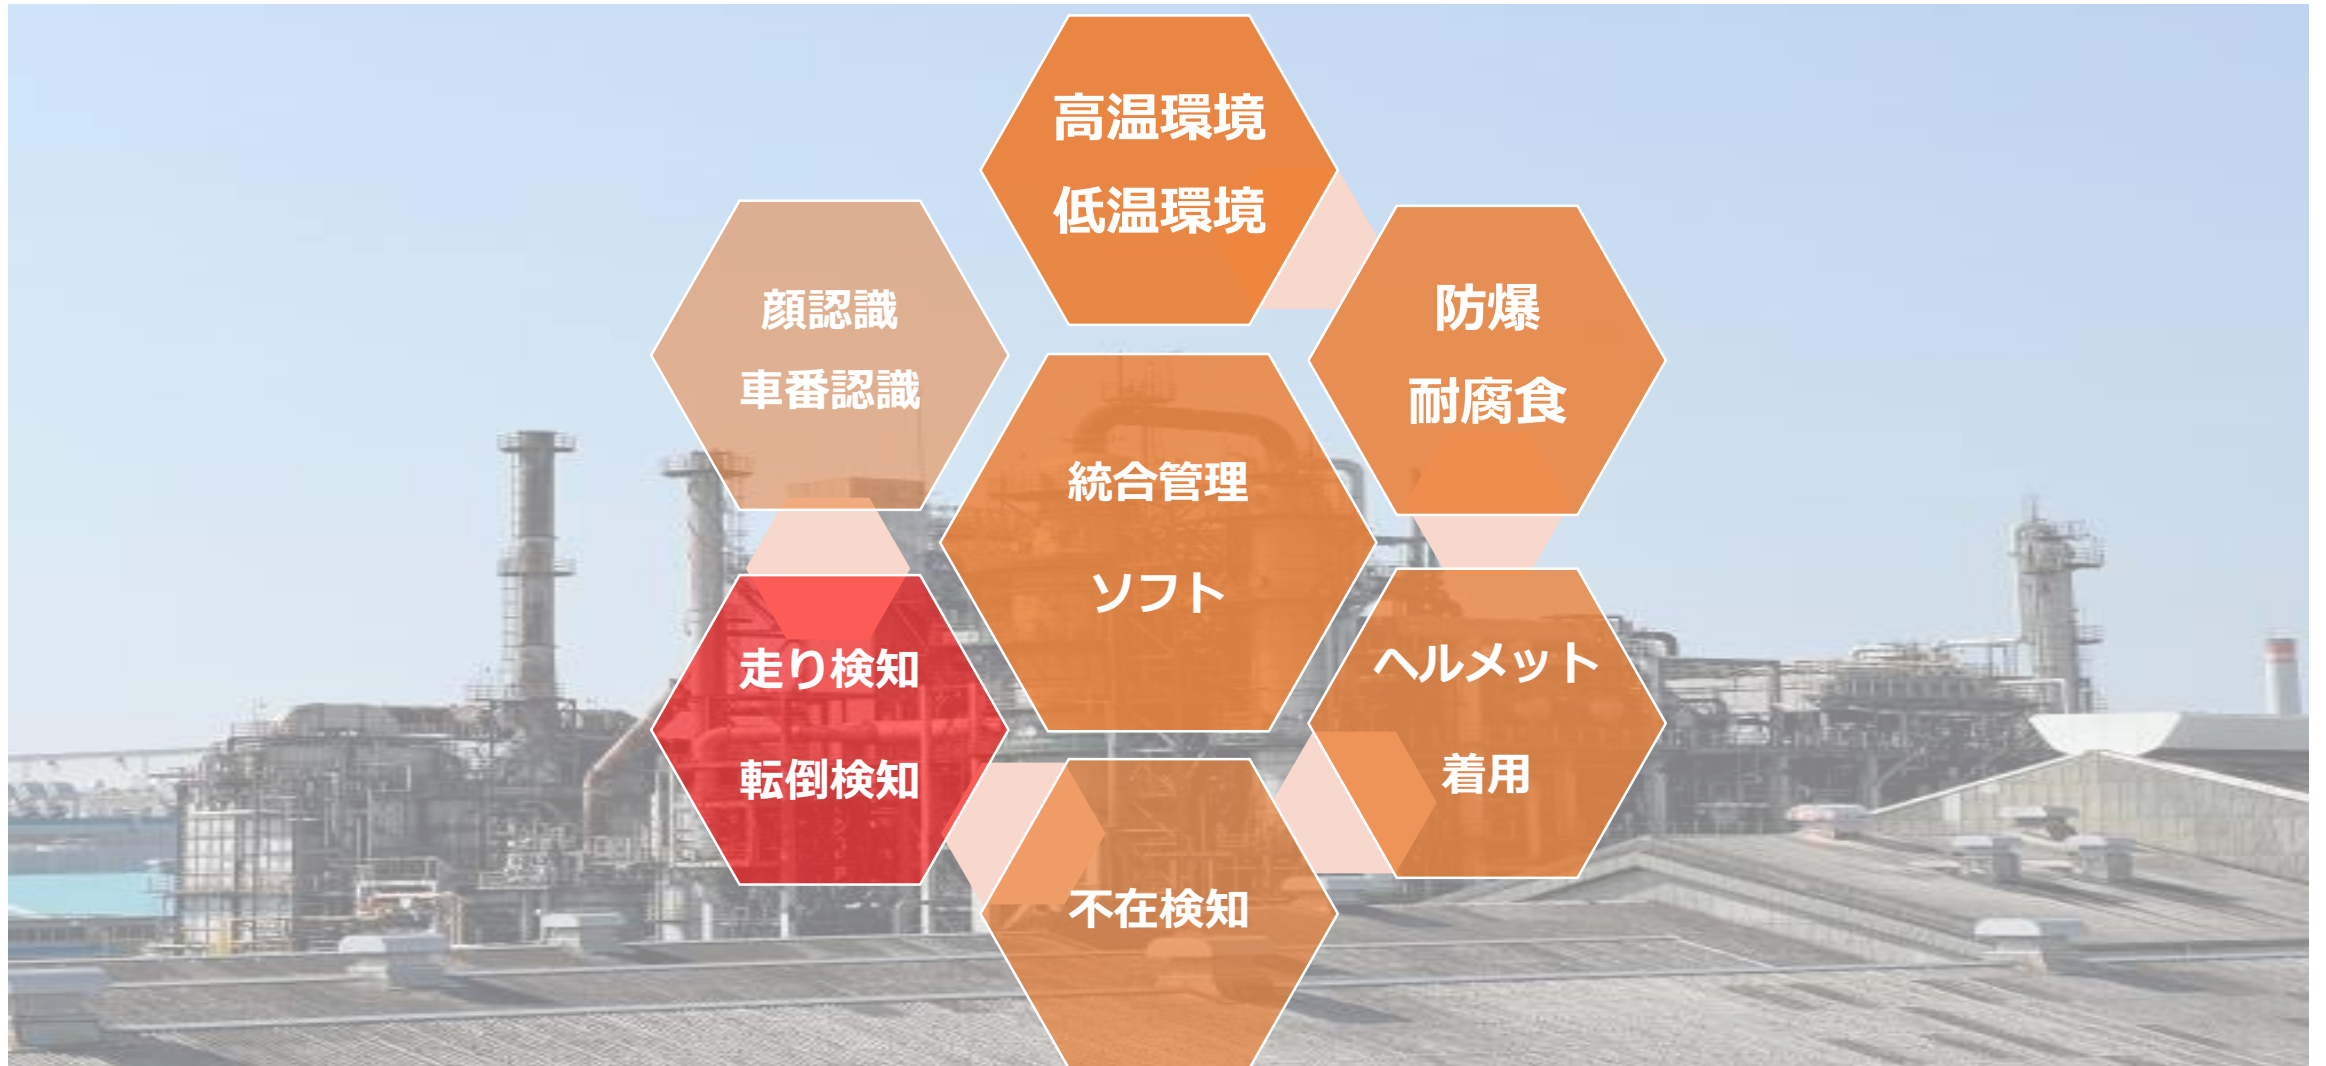 高温環境
低温環境
顔認識
車番認識
防爆
耐腐食
統合管理
ソフト
走り検知
転倒検知
ヘルメット
着用
不在検知